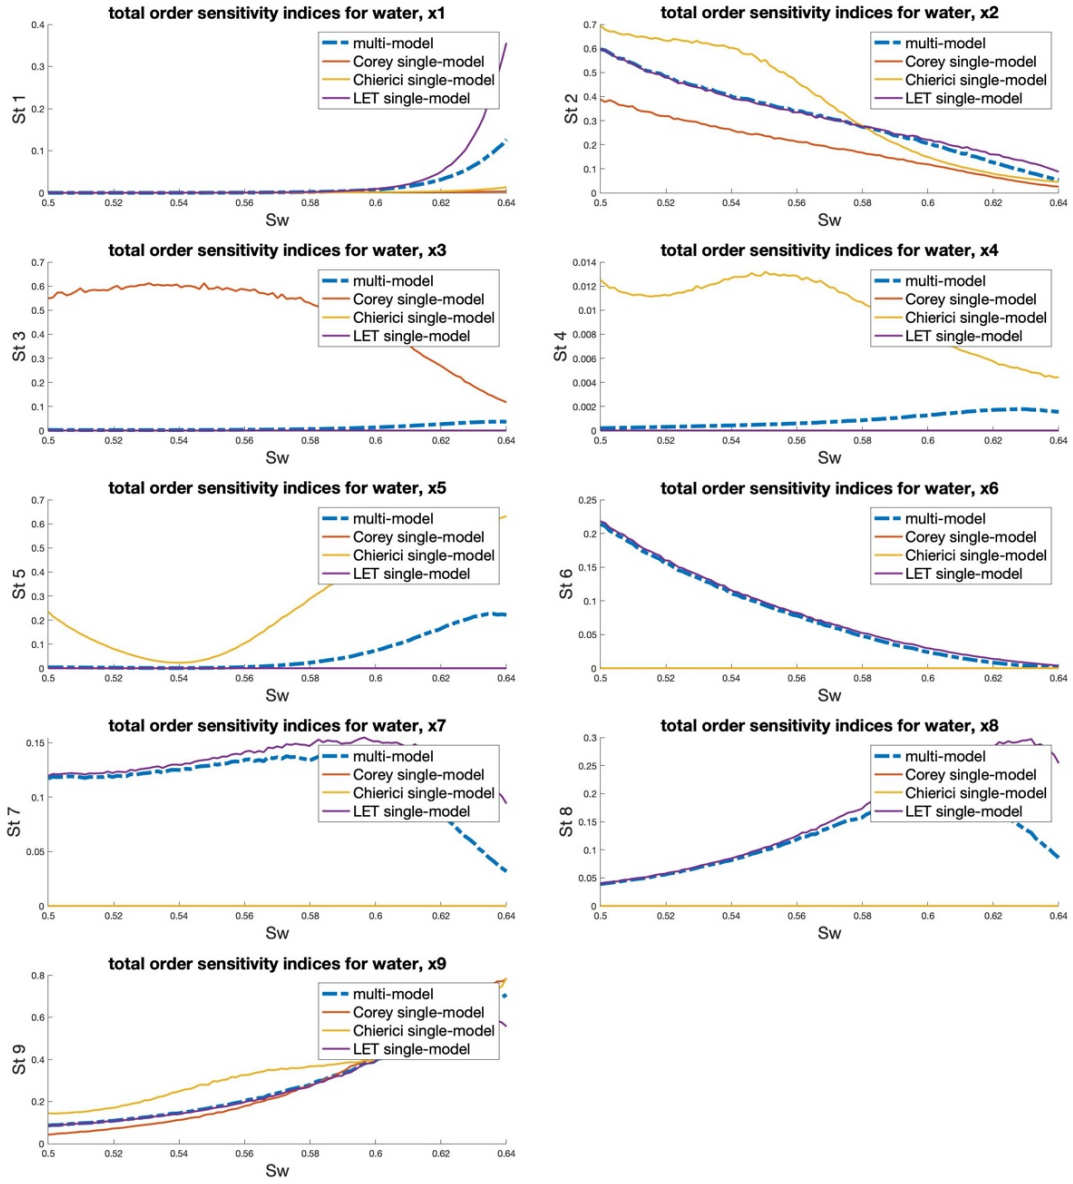 total order sensitivity indices for water, x1
0.4
0.3
0.2
0.1
0
St 1
multi-model
Corey single-model
Chierici single-model
LET single-model
0.5 0.52 0.54 0.56 0.58 0.6 0.62 0.64
Sw
total order sensitivity indices for water, x2
0.7
0.6
0.5
0.4
0.3
0.2
0.1
0
St 2
multi-model
Corey single-model
Chierici single-model
LET single-model
0.5 0.52 0.54 0.56 0.58 0.6 0.62 0.64
Sw
total order sensitivity indices for water, x3
0.7
0.6
0.5
0.4
0.3
0.2
0.1
0
St 3
multi-model
Corey single-model
Chierici single-model
LET single-model
0.5 0.52 0.54 0.56 0.58 0.6 0.62 0.64
Sw
total order sensitivity indices for water, x4
0.014
0.012
0.01
0.008
0.006
0.004
0.002
0
St 4
multi-model
Corey single-model
Chierici single-model
LET single-model
0.5 0.52 0.54 0.56 0.58 0.6 0.62 0.64
Sw
total order sensitivity indices for water, x5
0.7
0.6
0.5
0.4
0.3
0.2
0.1
0
St 5
multi-model
Corey single-model
Chierici single-model
LET single-model
0.5 0.52 0.54 0.56 0.58 0.6 0.62 0.64
Sw
total order sensitivity indices for water, x6
0.25
0.2
0.15
0.1
0.05
0
St 6
multi-model
Corey single-model
Chierici single-model
LET single-model
0.5 0.52 0.54 0.56 0.58 0.6 0.62 0.64
Sw
total order sensitivity indices for water, x7
0.15
0.1
0.05
0
St 7
multi-model
Corey single-model
Chierici single-model
LET single-model
0.5 0.52 0.54 0.56 0.58 0.6 0.62 0.64
Sw
total order sensitivity indices for water, x8
0.3
0.25
0.2
0.15
0.1
0.05
0
St 8
multi-model
Corey single-model
Chierici single-model
LET single-model
0.5 0.52 0.54 0.56 0.58 0.6 0.62 0.64
Sw
total order sensitivity indices for water, x9
0.8
0.6
0.4
0.2
0
St 9
multi-model
Corey single-model
Chierici single-model
LET single-model
0.5 0.52 0.54 0.56 0.58 0.6 0.62 0.64
Sw